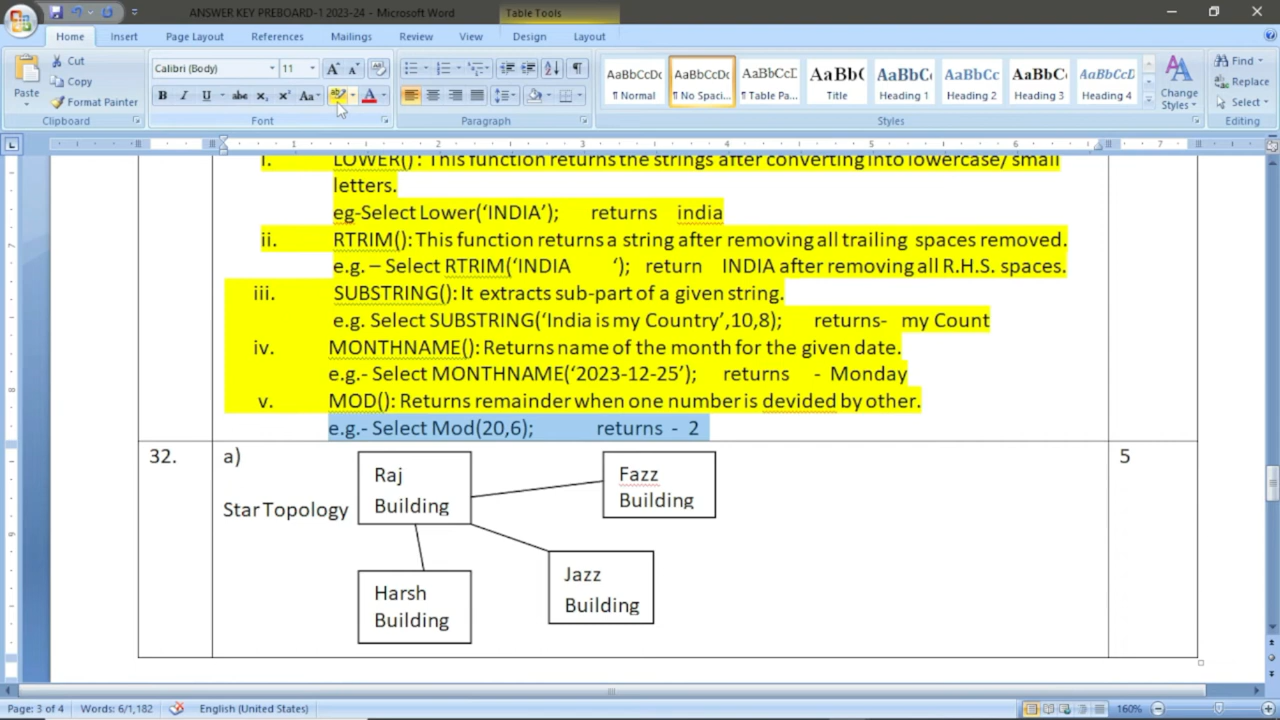 ANSWER KEY PREBOARD-1 2023-24 - Microsoft Word
Table Tools
Home Insert Page Layout References Mailings Review View Design Layout
Paste
Cut
Copy
Format Painter
Clipboard
Calibri (Body) 11
Font
Paragraph
AaBbCcDc AaBbCcDc AaBbCcD AaBb( AaBbCc AaBbCc AaBbC AaBbCcD
¶ Normal ¶ No Spaci... ¶ Table Pa... Title Heading 1 Heading 2 Heading 3 Heading 4
Change Styles
Styles
Find
Replace
Select
Editing
i. LOWER() : This function returns the strings after converting into lowercase/ small
letters.
eg-Select Lower(‘INDIA’); returns india
ii. RTRIM(): This function returns a string after removing all trailing spaces removed.
e.g. – Select RTRIM(‘INDIA ‘); return INDIA after removing all R.H.S. spaces.
iii. SUBSTRING(): It extracts sub-part of a given string.
e.g. Select SUBSTRING(‘India is my Country’,10,8); returns- my Count
iv. MONTHNAME(): Returns name of the month for the given date.
e.g.- Select MONTHNAME(‘2023-12-25’); returns - Monday
v. MOD(): Returns remainder when one number is devided by other.
e.g.- Select Mod(20,6); returns - 2
32. a) 5
Raj
Building
Fazz
Building
Star Topology
Jazz
Building
Harsh
Building
Page: 3 of 4 Words: 6/1,182 English (United States) 160%